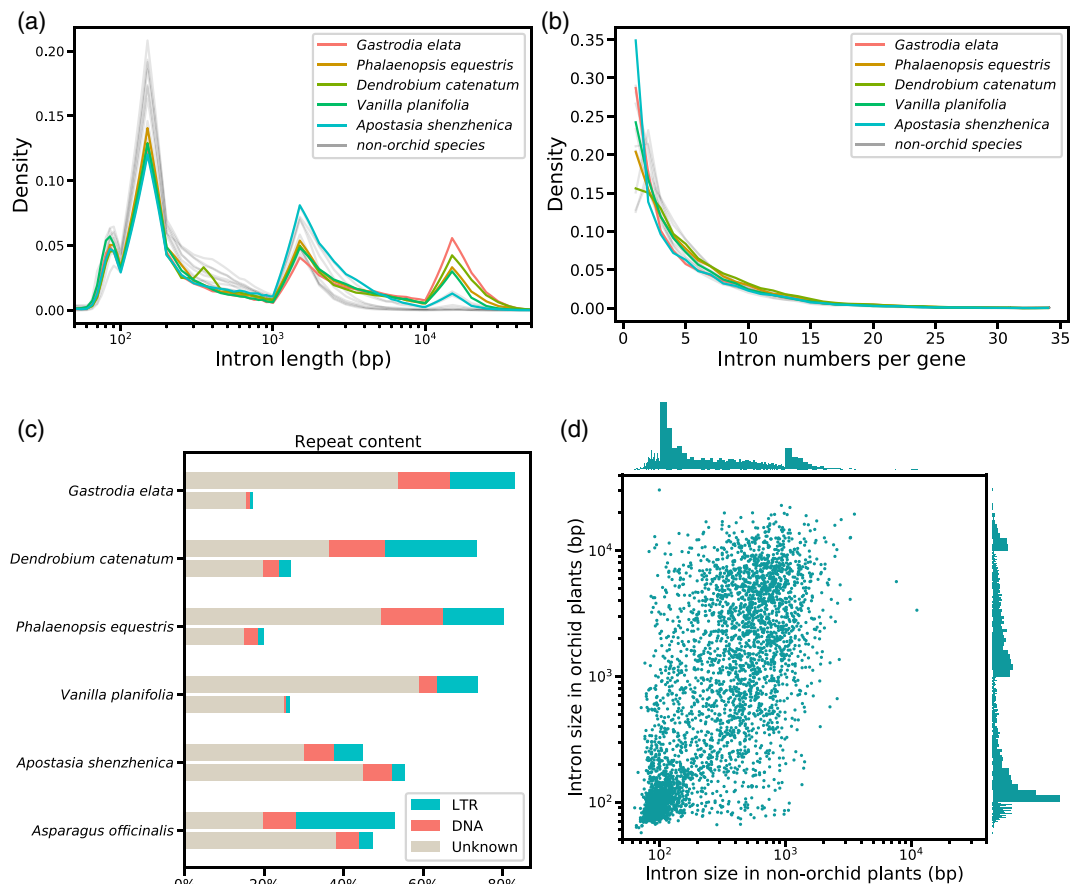 (a)
0.20
0.15
0.10
0.05
0.00
Density
10²
10³
10⁴
Intron length (bp)
Gastrodia elata
Phalaenopsis equestris
Dendrobium catenatum
Vanilla planifolia
Apostasia shenzhenica
non-orchid species
(b)
0.35
0.30
0.25
0.20
0.15
0.10
0.05
0.00
Density
0 5 10 15 20 25 30 35
Intron numbers per gene
Gastrodia elata
Phalaenopsis equestris
Dendrobium catenatum
Vanilla planifolia
Apostasia shenzhenica
non-orchid species
(c)
Repeat content
Gastrodia elata
Dendrobium catenatum
Phalaenopsis equestris
Vanilla planifolia
Apostasia shenzhenica
Asparagus officinalis
LTR
DNA
Unknown
0% 20% 40% 60% 80%
(d)
Intron size in orchid plants (bp)
10⁴
10³
10²
10² 10³ 10⁴
Intron size in non-orchid plants (bp)